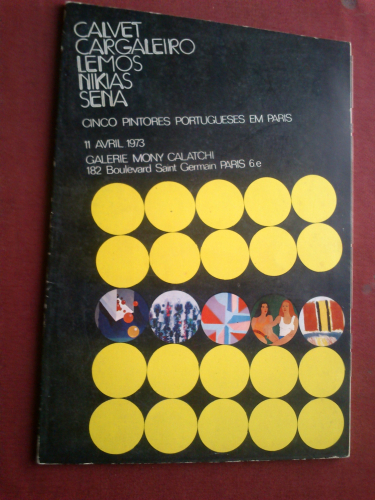 CALVET
CARGALEIRO
LEMOS
NIKIAS
SENA
CINCO PINTORES PORTUGUESES EM PARIS
11 AVRIL 1973
GALERIE MONY CALATCHI
182 Boulevard Saint Germain PARIS 6.e